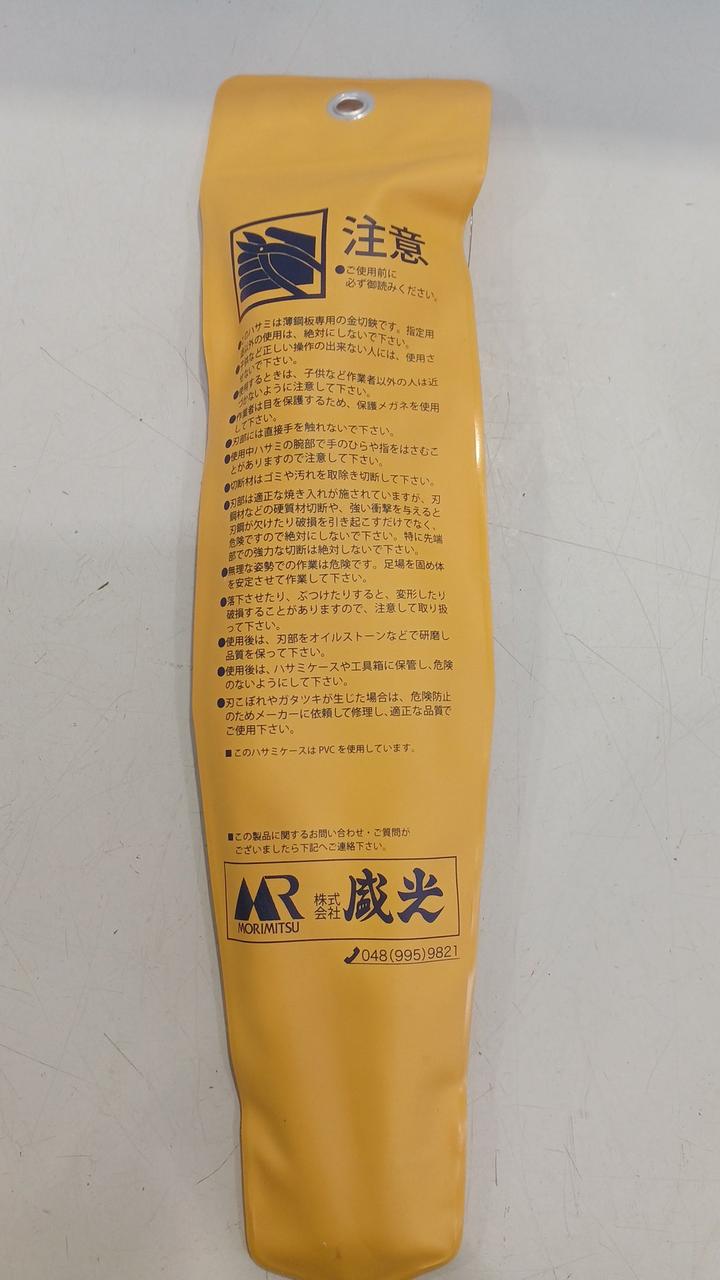 注意
●ご使用前に
必ず御読みください。
のハサミは薄鋼板専用の金切鋏です。指定用
以外の使用は、絶対にしないで下さい。
●子供など正しい操作の出来ない人には、使用さ
せないで下さい。
●使用するときは、子供など作業者以外の人は近
づかないように注意して下さい。
●作業者は目を保護するため、保護メガネを使用
して下さい。
●刃部には直接手を触れないで下さい。
●使用中ハサミの腕部で手のひらや指をはさむこ
とがありますので注意して下さい。
●切断材はゴミや汚れを取除き切断して下さい。
●刃部は適正な焼き入れが施されていますが、刃
鋼材などの硬質材切断や、強い衝撃を与えると
刃鋼が欠けたり破損を引き起こすだけでなく、
危険ですので絶対にしないで下さい。特に先端
部での強力な切断は絶対しないで下さい。
●無理な姿勢での作業は危険です。足場を固め体
を安定させて作業して下さい。
●落下させたり、ぶつけたりすると、変形したり
破損することがありますので、注意して取り扱
って下さい。
●使用後は、刃部をオイルストーンなどで研磨し
品質を保って下さい。
●使用後は、ハサミケースや工具箱に保管し、危険
のないようにして下さい。
●刃こぼれやガタツキが生じた場合は、危険防止
のためメーカーに依頼して修理し、適正な品質で
ご使用下さい。
■このハサミケースは PVC を使用しています。
■この製品に関するお問い合わせ・ご質問が
ございましたら下記へご連絡下さい。
MR
MORIMITSU
株式
会社
盛光
048(995)9821